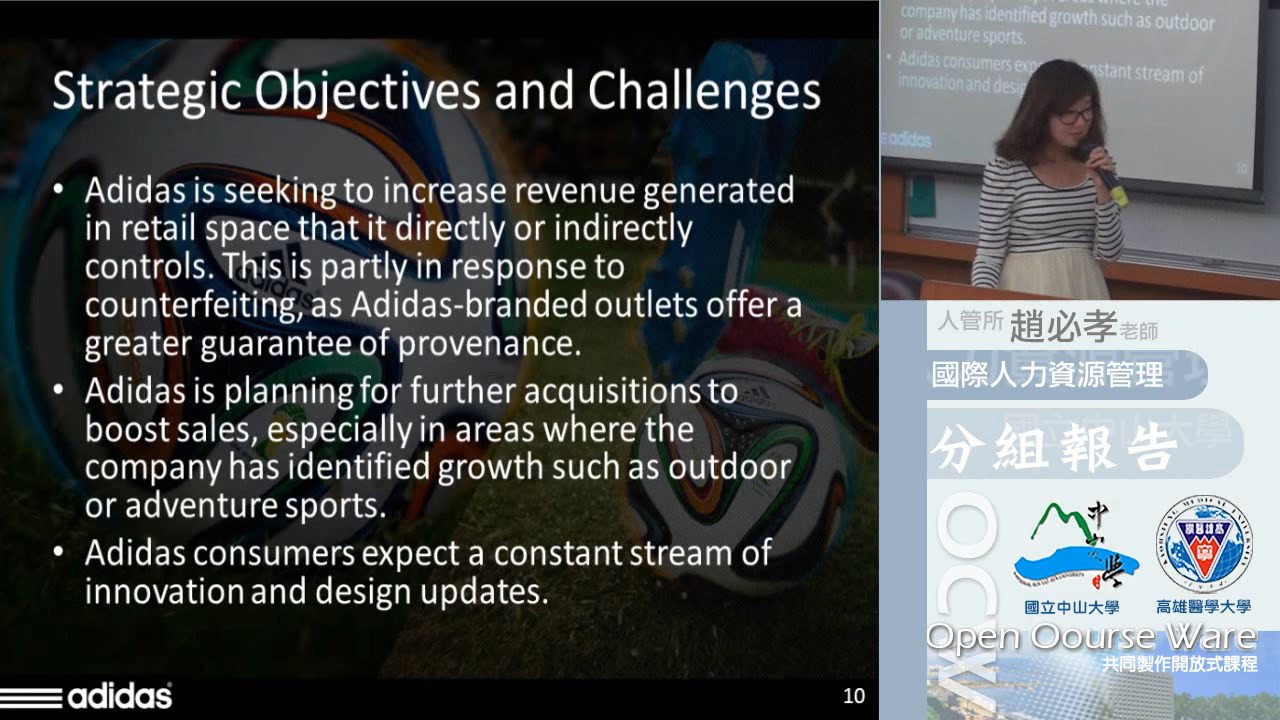 Strategic Objectives and Challenges
• Adidas is seeking to increase revenue generated
in retail space that it directly or indirectly
controls. This is partly in response to
counterfeiting, as Adidas-branded outlets offer a
greater guarantee of provenance.
• Adidas is planning for further acquisitions to
boost sales, especially in areas where the
company has identified growth such as outdoor
or adventure sports.
• Adidas consumers expect a constant stream of
innovation and design updates.
adidas
10
company has identified growth such as outdoor
or adventure sports.
• Adidas consumers
constant stream of
innovation and
adidas
10
人管所 趙必孝老師
國際人力資源管理
國立中山大學
分組報告
OCW
國立中山大學
高雄醫學大學
Open Oourse Ware
共同製作開放式課程